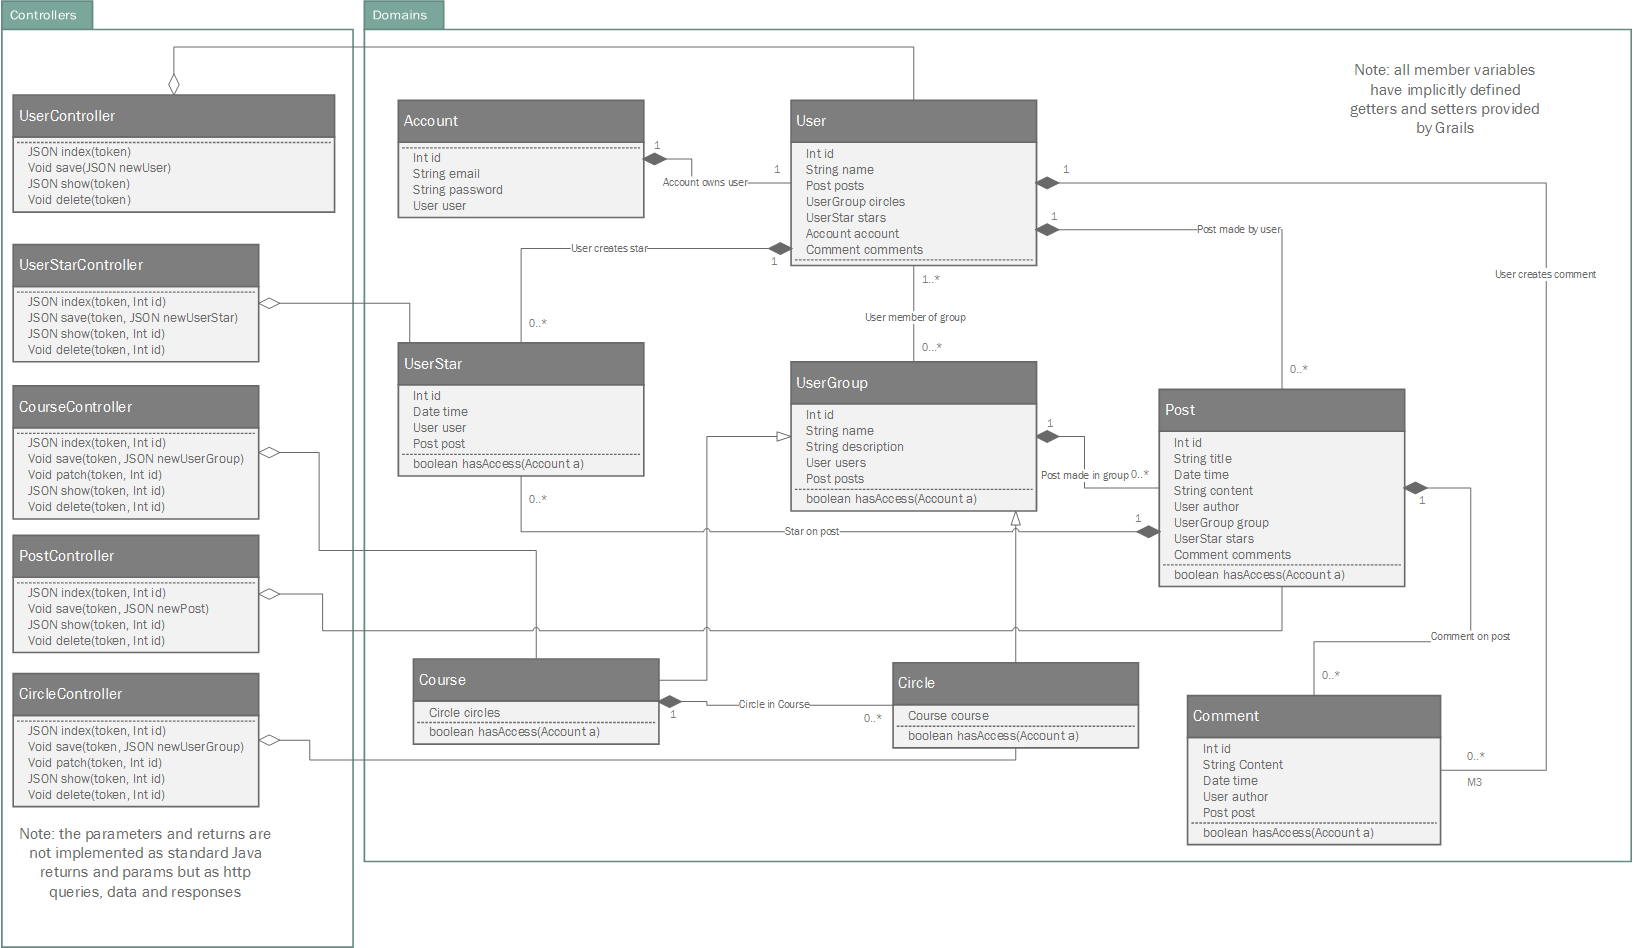 Controllers
UserController
JSON index(token)
Void save(JSON newUser)
JSON show(token)
Void delete(token)
UserStarController
JSON index(token, Int id)
JSON save(token, JSON newUserStar)
JSON show(token, Int id)
Void delete(token, Int id)
CourseController
JSON index(token, Int id)
Void save(token, JSON newUserGroup)
Void patch(token, Int id)
JSON show(token, Int id)
Void delete(token, Int id)
PostController
JSON index(token, Int id)
Void save(token, JSON newPost)
JSON show(token, Int id)
Void delete(token, Int id)
CircleController
JSON index(token, Int id)
Void save(token, JSON newUserGroup)
Void patch(token, Int id)
JSON show(token, Int id)
Void delete(token, Int id)
Note: the parameters and returns are
not implemented as standard Java
returns and params but as http
queries, data and responses
Domains
Note: all member variables
have implicitly defined
getters and setters provided
by Grails
Account
Int id
String email
String password
User user
1
Account owns user
1
User
Int id
String name
Post posts
UserGroup circles
UserStar stars
Account account
Comment comments
1
User creates comment
0..*
M3
1
Post made by user
0..*
User creates star
1
0..*
1..*
User member of group
0..*
UserStar
Int id
Date time
User user
Post post
boolean hasAccess(Account a)
0..*
Star on post
1
UserGroup
Int id
String name
String description
User users
Post posts
boolean hasAccess(Account a)
1
Post made in group
0..*
Post
Int id
String title
Date time
String content
User author
UserGroup group
UserStar stars
Comment comments
boolean hasAccess(Account a)
1
Comment on post
0..*
Course
Circle circles
boolean hasAccess(Account a)
1
Circle in Course
0..*
Circle
Course course
boolean hasAccess(Account a)
Comment
Int id
String Content
Date time
User author
Post post
boolean hasAccess(Account a)